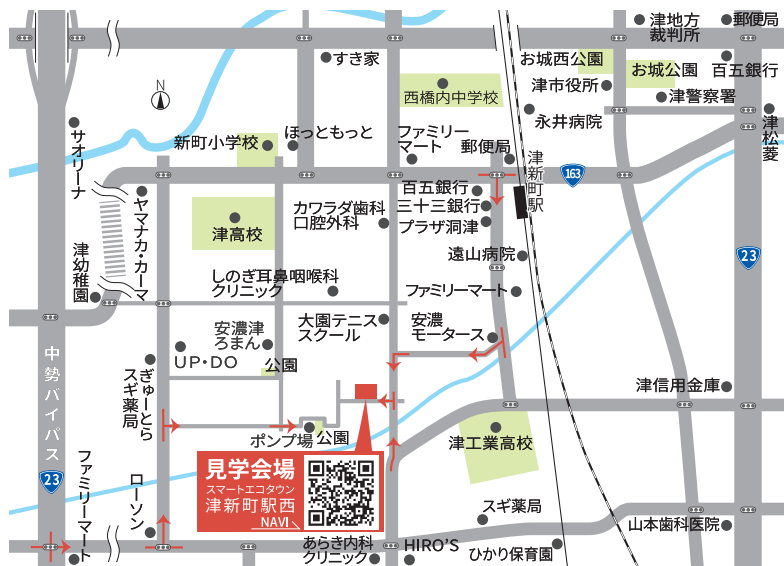 津地方
裁判所
郵便局
すき家
お城西公園
お城公園
百五銀行
西橋内中学校
津市役所
津警察署
N
永井病院
津松菱
サオリーナ
新町小学校
ほっともっと
ファミリー
マート
郵便局
津新町駅
163
ヤマナカ・カーマ
百五銀行
三十三銀行
プラザ洞津
カワラダ歯科
口腔外科
津高校
津幼稚園
遠山病院
23
しのぎ耳鼻咽喉科
クリニック
ファミリーマート
安濃津
ろまん
大園テニス
スクール
安濃
モータース
UP・DO
公園
中勢バイパス
ぎゅーとら
スギ薬局
津信用金庫
ポンプ場
公園
津工業高校
見学会場
スマートエコタウン
津新町駅西
NAVI
23
ファミリーマート
ローソン
スギ薬局
山本歯科医院
あらき内科
クリニック
HIRO'S
ひかり保育園